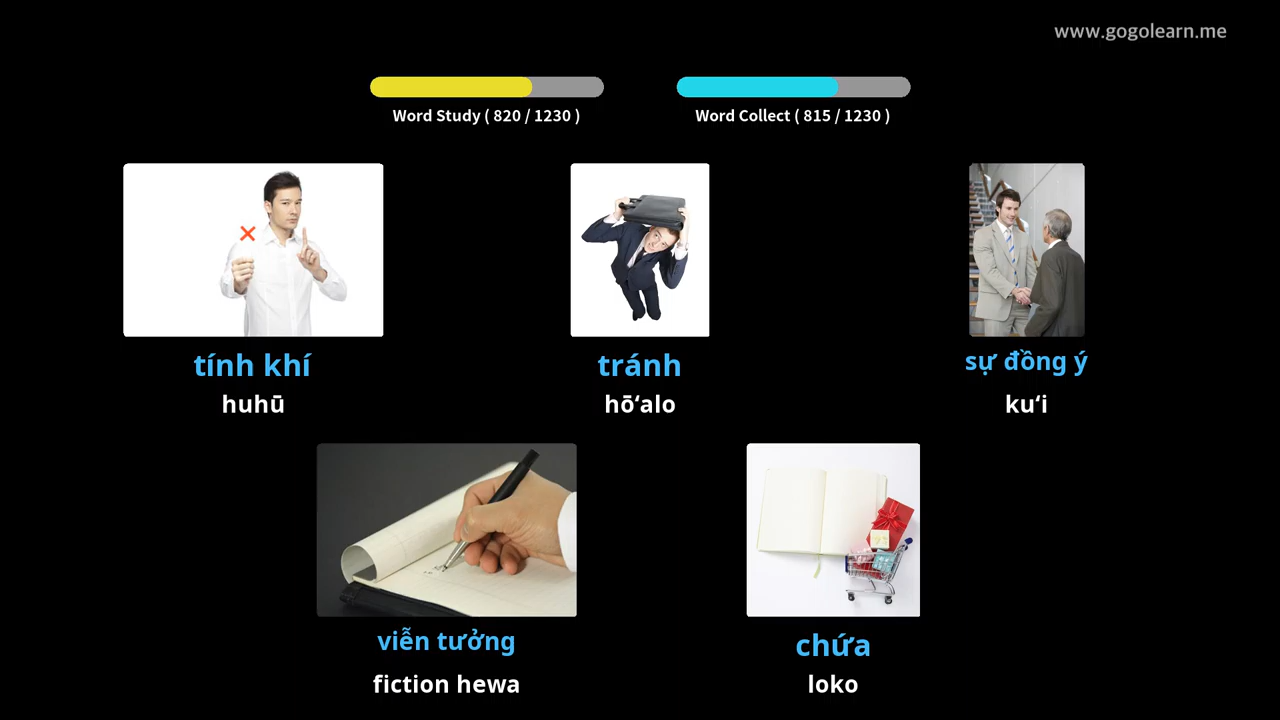 www.gogolearn.me
Word Study ( 820 / 1230 )
Word Collect ( 815 / 1230 )
tính khí
huhū
tránh
hōʻalo
sự đồng ý
kuʻi
viễn tưởng
fiction hewa
chứa
loko